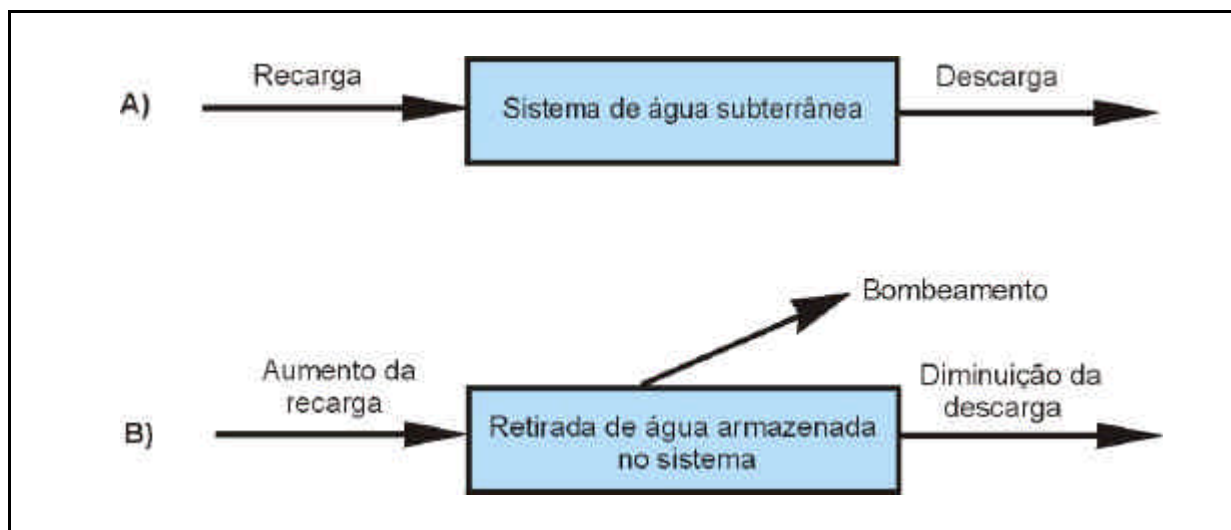 A)
Recarga
Sistema de água subterrânea
Descarga
Bombeamento
B)
Aumento da
recarga
Retirada de água armazenada
no sistema
Diminuição da
descarga